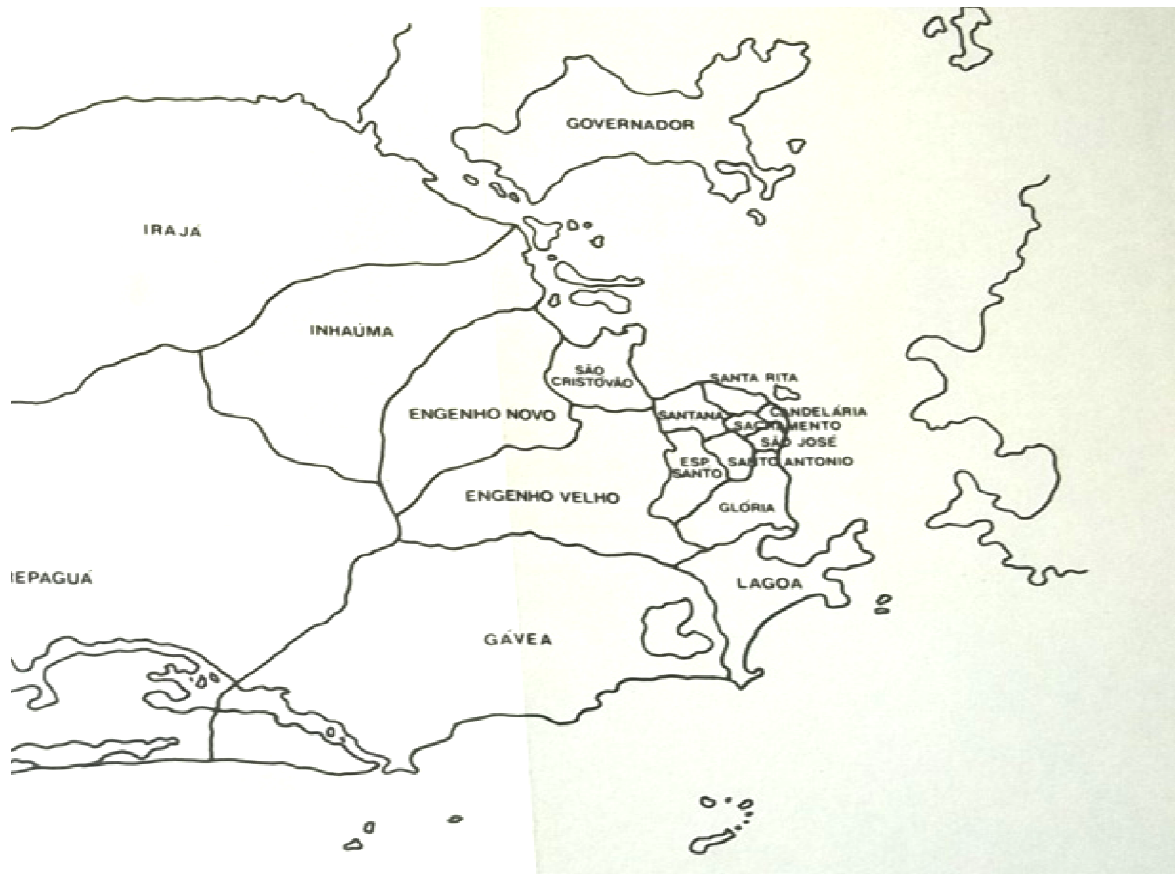 GOVERNADOR
IRAJÁ
INHAÚMA
SÃO
CRISTOVÃO
SANTA RITA
ENGENHO NOVO
SANTANA
CANDELÁRIA
SACRAMENTO
SÃO JOSÉ
ESP
SANTO
SANTO ANTONIO
ENGENHO VELHO
GLÓRIA
REPAGUÁ
LAGOA
GÁVEA